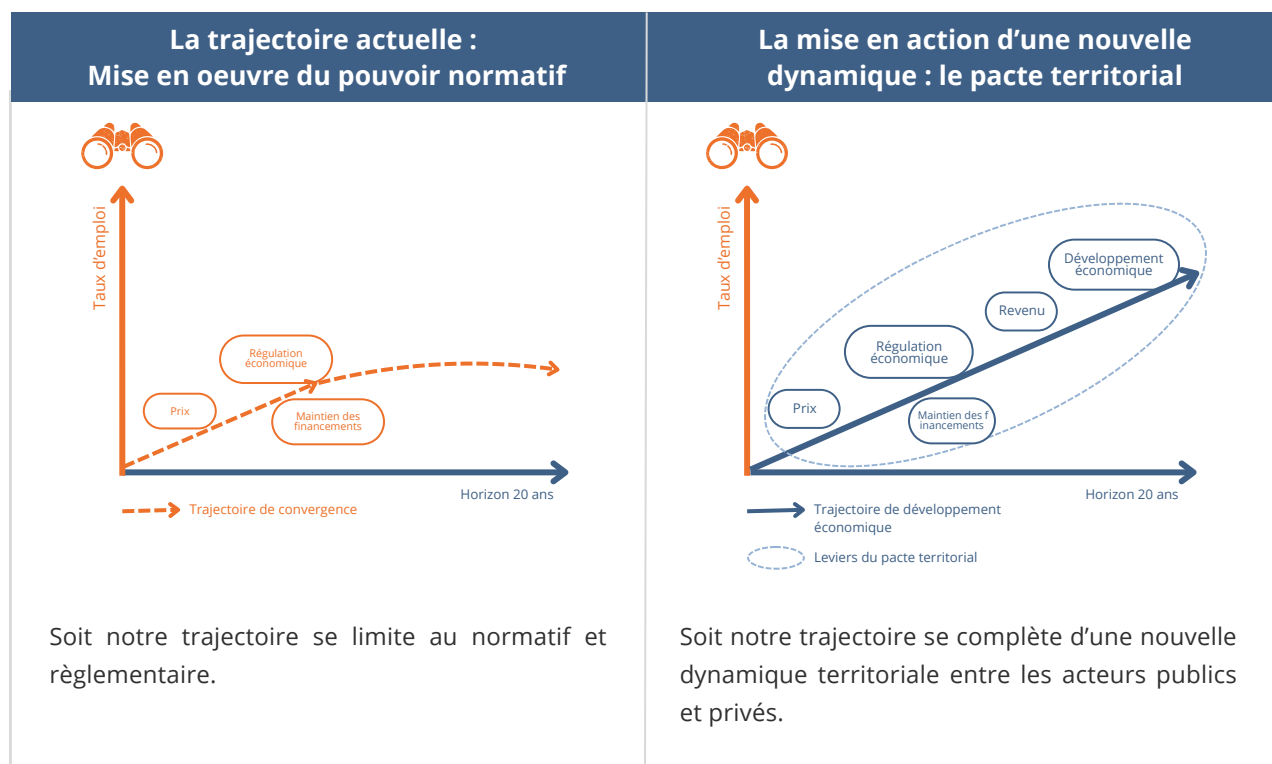 La trajectoire actuelle :
Mise en oeuvre du pouvoir normatif
Taux d'emploi
Régulation
économique
Prix
Maintien des
financements
Horizon 20 ans
Trajectoire de convergence
Soit notre trajectoire se limite au normatif et
règlementaire.
La mise en action d’une nouvelle
dynamique : le pacte territorial
Taux d'emploi
Développement
économique
Revenu
Régulation
économique
Prix
Maintien des f
inancements
Horizon 20 ans
Trajectoire de développement
économique
Leviers du pacte territorial
Soit notre trajectoire se complète d’une nouvelle
dynamique territoriale entre les acteurs publics
et privés.